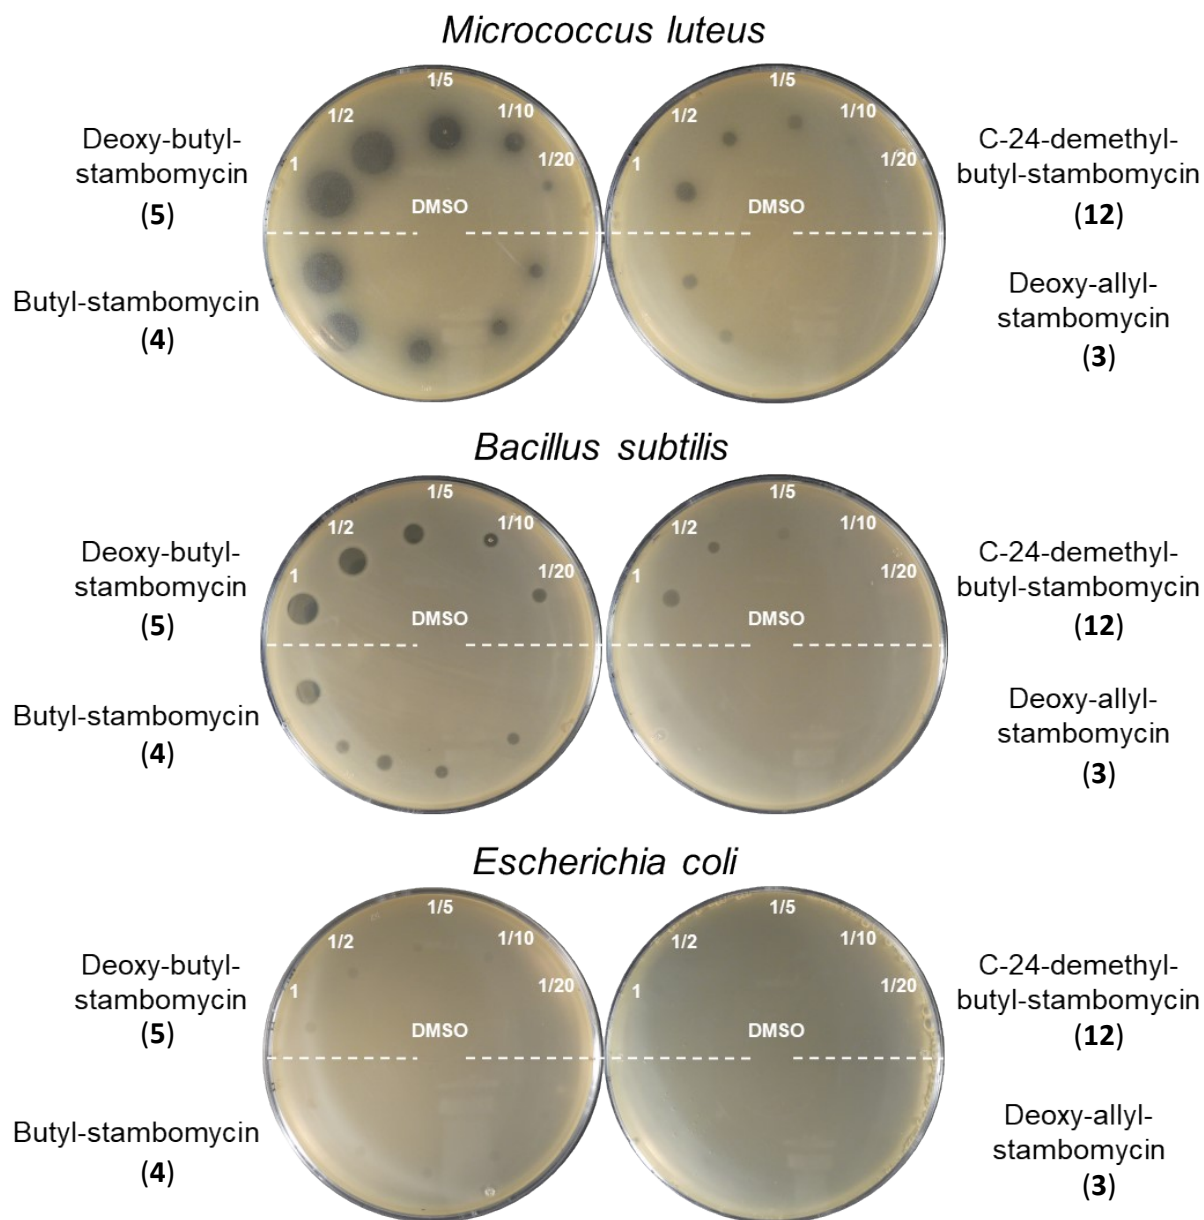 Micrococcus luteus
Deoxy-butyl-
stambomycin
(5)
1
1/2
1/5
1/10
1/20
DMSO
Butyl-stambomycin
(4)
1
1/2
1/5
1/10
1/20
DMSO
C-24-demethyl-
butyl-stambomycin
(12)
Deoxy-allyl-
stambomycin
(3)
Bacillus subtilis
Deoxy-butyl-
stambomycin
(5)
1
1/2
1/5
1/10
1/20
DMSO
Butyl-stambomycin
(4)
1
1/2
1/5
1/10
1/20
DMSO
C-24-demethyl-
butyl-stambomycin
(12)
Deoxy-allyl-
stambomycin
(3)
Escherichia coli
Deoxy-butyl-
stambomycin
(5)
1
1/2
1/5
1/10
1/20
DMSO
Butyl-stambomycin
(4)
1
1/2
1/5
1/10
1/20
DMSO
C-24-demethyl-
butyl-stambomycin
(12)
Deoxy-allyl-
stambomycin
(3)